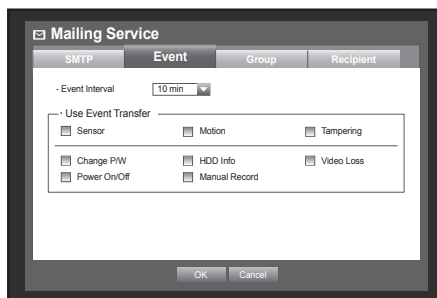 Mailing Service
SMTP Event Group Recipient
· Event Interval 10 min
· Use Event Transfer
Sensor Motion Tampering
Change P/W HDD Info Video Loss
Power On/Off Manual Record
OK Cancel